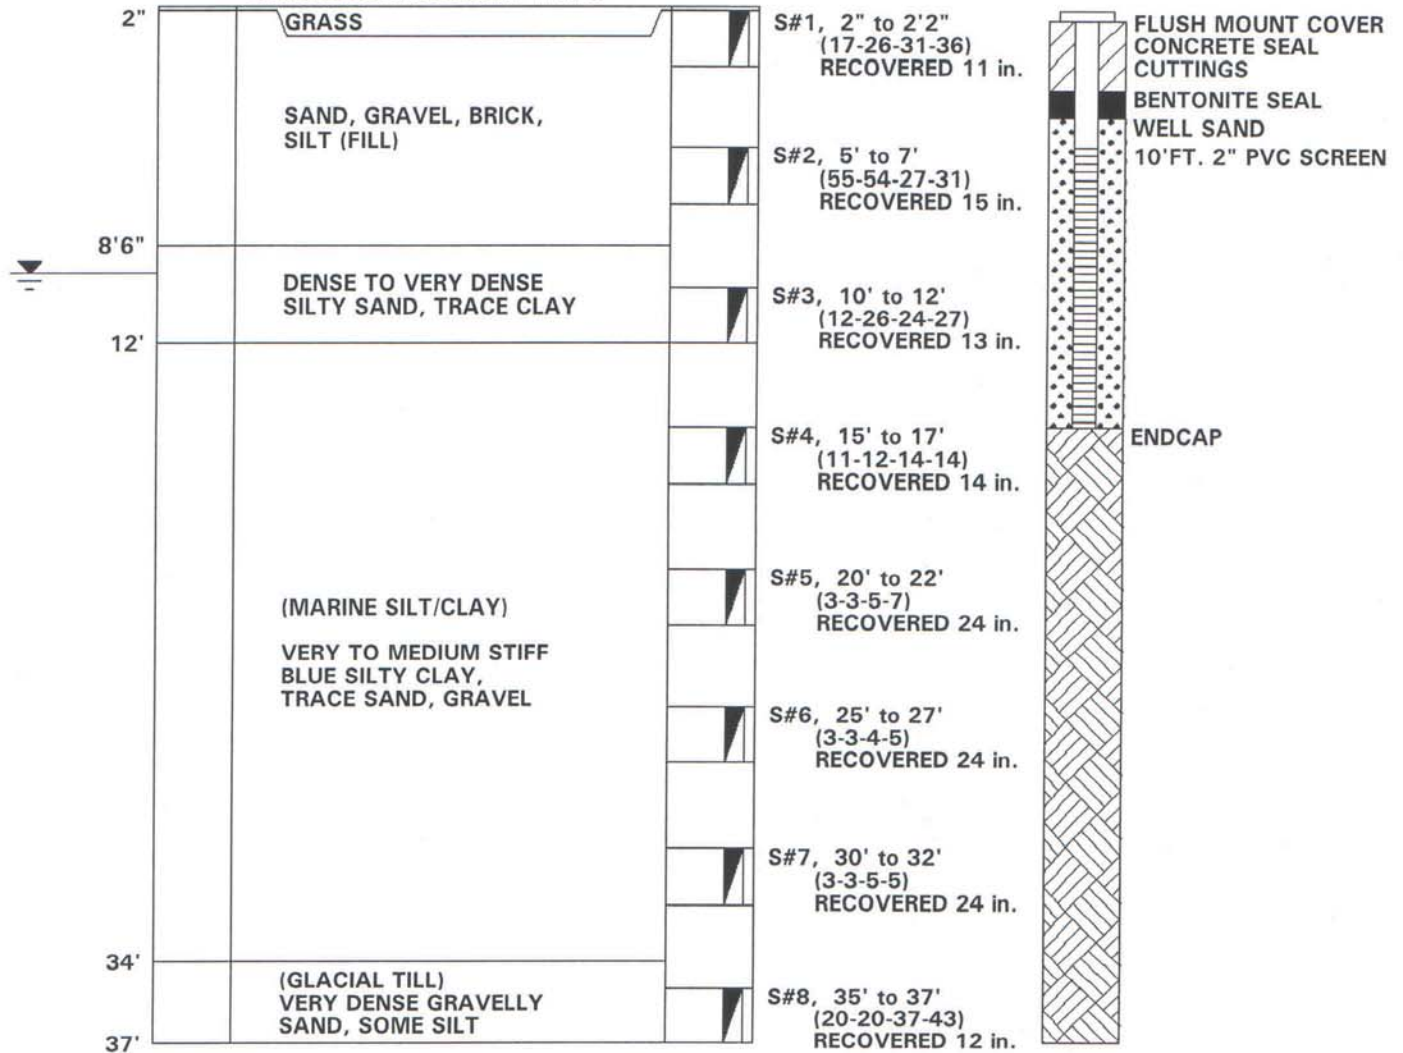 2"
GRASS
SAND, GRAVEL, BRICK,
SILT (FILL)
8'6"
DENSE TO VERY DENSE
SILTY SAND, TRACE CLAY
12'
(MARINE SILT/CLAY)
VERY TO MEDIUM STIFF
BLUE SILTY CLAY,
TRACE SAND, GRAVEL
34'
(GLACIAL TILL)
VERY DENSE GRAVELLY
SAND, SOME SILT
37'
S#1, 2" to 2'2"
(17-26-31-36)
RECOVERED 11 in.
S#2, 5' to 7'
(55-54-27-31)
RECOVERED 15 in.
S#3, 10' to 12'
(12-26-24-27)
RECOVERED 13 in.
S#4, 15' to 17'
(11-12-14-14)
RECOVERED 14 in.
S#5, 20' to 22'
(3-3-5-7)
RECOVERED 24 in.
S#6, 25' to 27'
(3-3-4-5)
RECOVERED 24 in.
S#7, 30' to 32'
(3-3-5-5)
RECOVERED 24 in.
S#8, 35' to 37'
(20-20-37-43)
RECOVERED 12 in.
FLUSH MOUNT COVER
CONCRETE SEAL
CUTTINGS
BENTONITE SEAL
WELL SAND
10'FT. 2" PVC SCREEN
ENDCAP